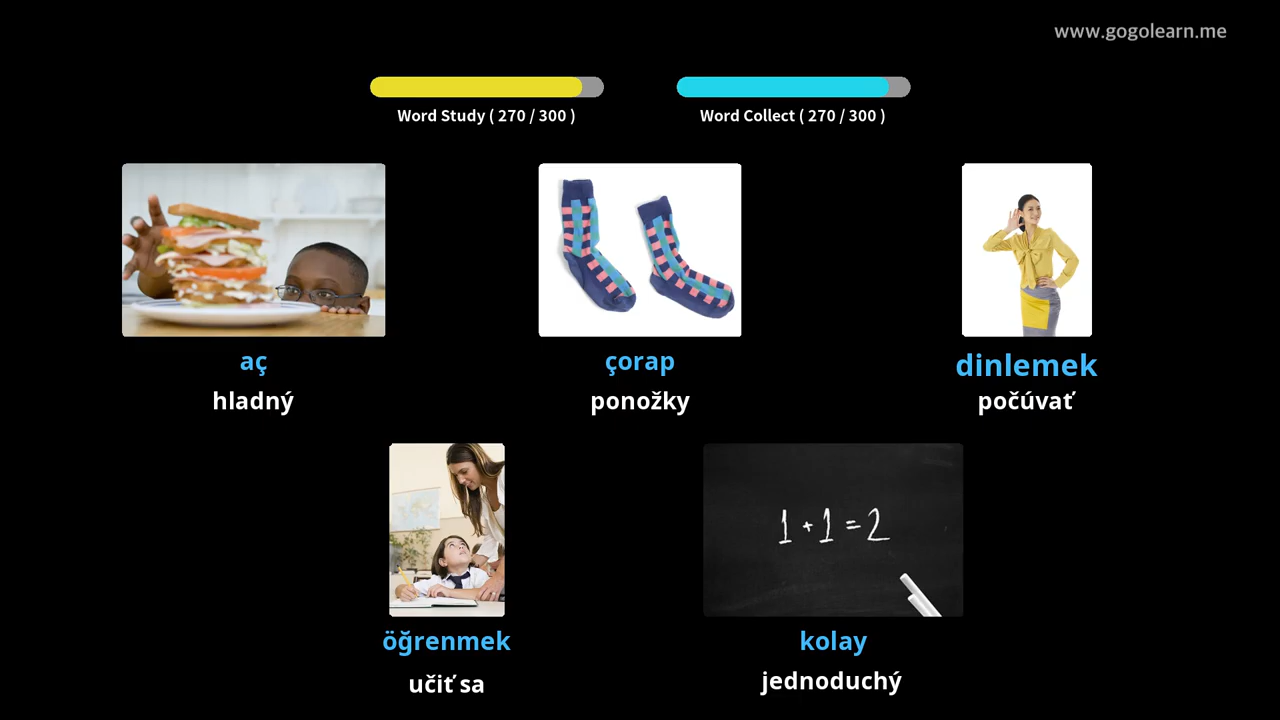 www.gogolearn.me
Word Study ( 270 / 300 )
Word Collect ( 270 / 300 )
aç
hladný
çorap
ponožky
dinlemek
počúvať
1 + 1 = 2
öğrenmek
učiť sa
kolay
jednoduchý